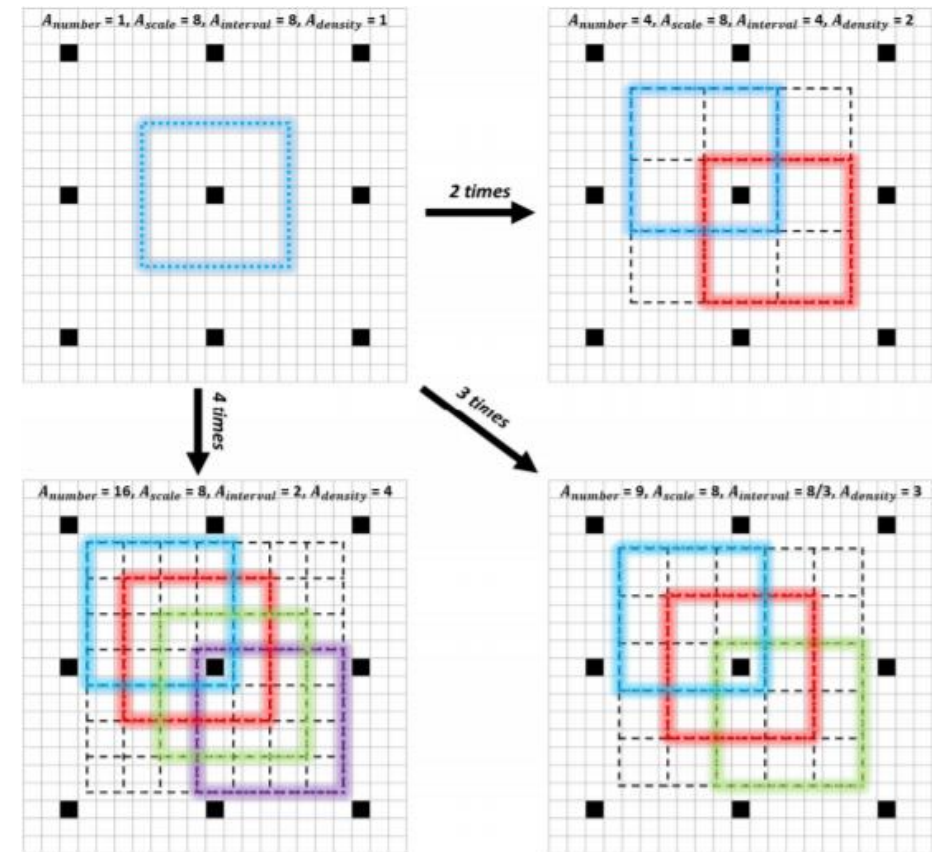 A_number = 1, A_scale = 8, A_interval = 8, A_density = 1
A_number = 4, A_scale = 8, A_interval = 4, A_density = 2
2 times
4 times
3 times
A_number = 16, A_scale = 8, A_interval = 2, A_density = 4
A_number = 9, A_scale = 8, A_interval = 8/3, A_density = 3